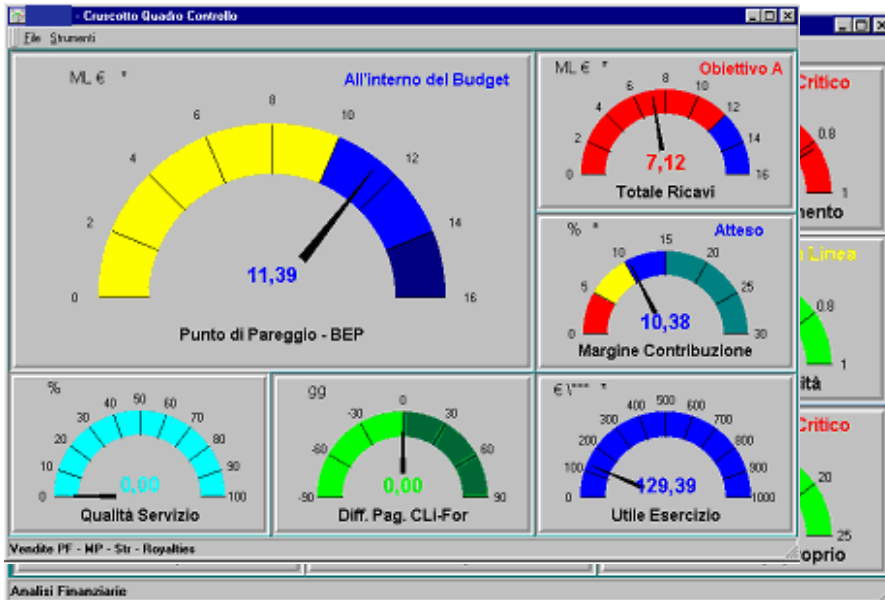 - Cruscotto Quadro Controllo
File Strumenti
ML € *
All'interno del Budget
0 2 4 6 8 10 12 14 16
11,39
Punto di Pareggio - BEP
ML € *
Obiettivo A
0 2 4 6 8 10 12 14 16
7,12
Totale Ricavi
% *
Atteso
0 5 10 15 20 25 30
10,38
Margine Contribuzione
%
0 10 20 30 40 50 60 70 80 90 100
0,00
Qualità Servizio
gg
-90 -60 -30 0 30 60 90
0,00
Diff. Pag. CLi-For
€ \*** *
0 100 200 300 400 500 600 700 800 900 1000
129,39
Utile Esercizio
Vendite PF - MP - Str - Royalties
Critico
0.8
1
mento
Linea
0.8
1
ità
Critico
20
25
oprio
Analisi Finanziarie